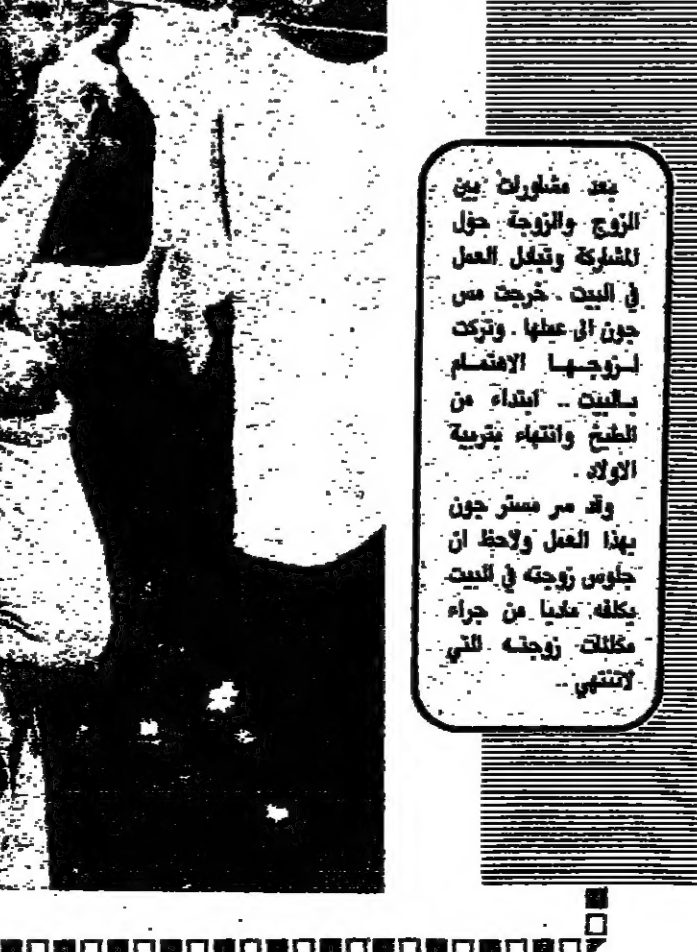 بعد مشاورات بين
الزوج والزوجة حول
المشاركة وتبادل العمل
في البيت . خرجت مس
جون الى عملها . وتركت
لزوجها الاهتمام
بالبيت .. ابتداء من
الطبخ وانتهاء بتربية
الاولاد .
وقد سر مستر جون
بهذا العمل ولاحظ ان
جلوس زوجته في البيت
يكلفه ماديا من جراء
مكالمات زوجته التي
لاتنتهي ..